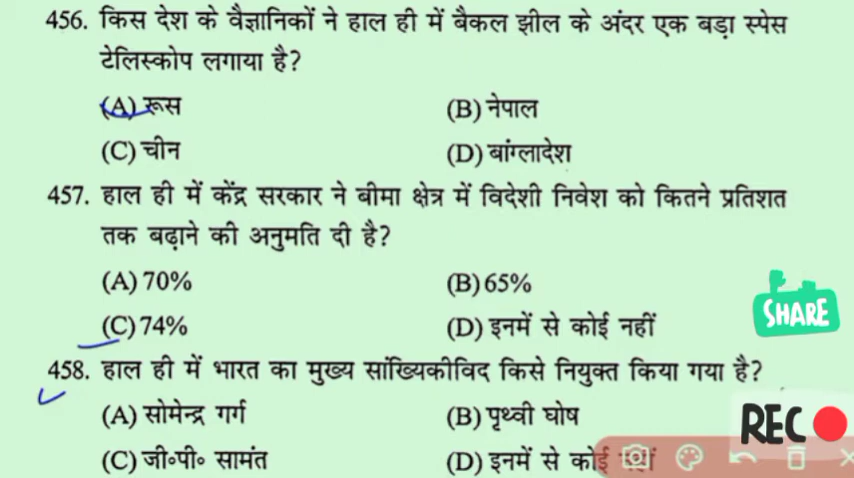 456. किस देश के वैज्ञानिकों ने हाल ही में बैकल झील के अंदर एक बड़ा स्पेस
टेलिस्कोप लगाया है?
(A) रूस (B) नेपाल
(C) चीन (D) बांग्लादेश
457. हाल ही में केंद्र सरकार ने बीमा क्षेत्र में विदेशी निवेश को कितने प्रतिशत
तक बढ़ाने की अनुमति दी है?
(A) 70% (B) 65%
(C) 74% (D) इनमें से कोई नहीं
SHARE
458. हाल ही में भारत का मुख्य सांख्यिकीविद किसे नियुक्त किया गया है?
(A) सोमेन्द्र गर्ग (B) पृथ्वी घोष
REC
(C) जी॰पी॰ सामंत (D) इनमें से कोई